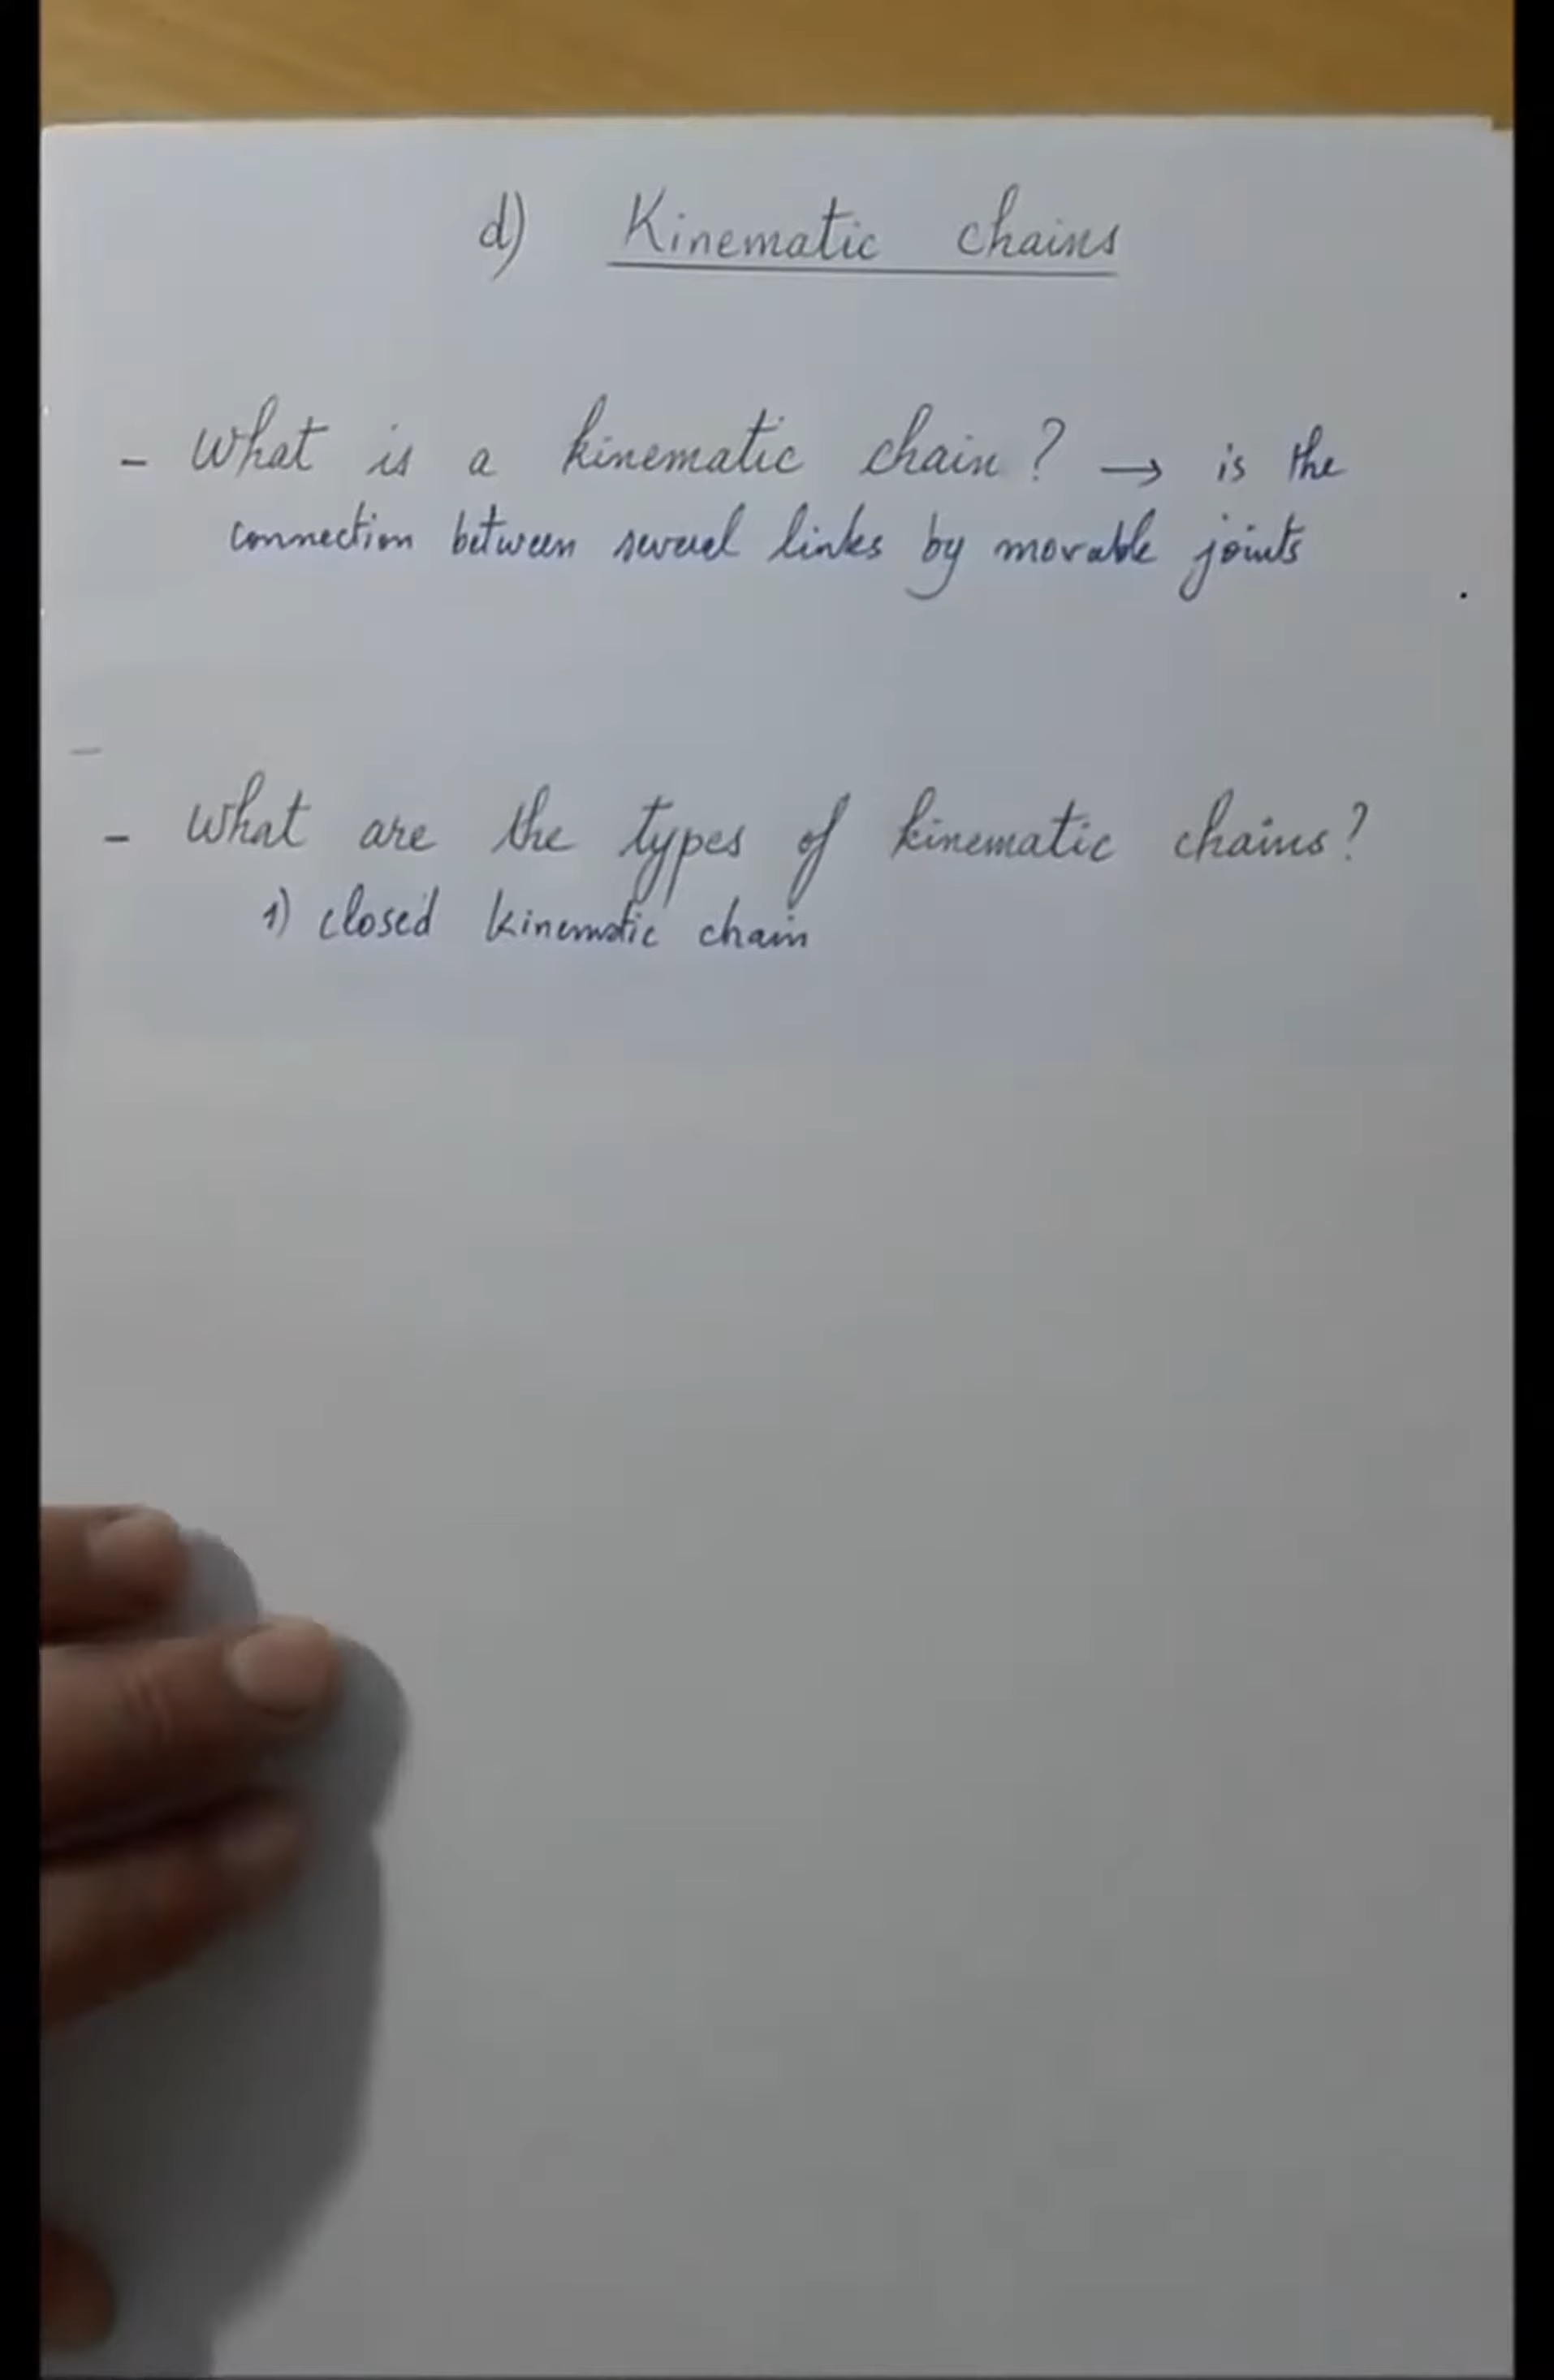 d) Kinematic chains
- What is a kinematic chain? → is the
connection between several links by movable joints
- What are the types of kinematic chains?
1) closed kinematic chain